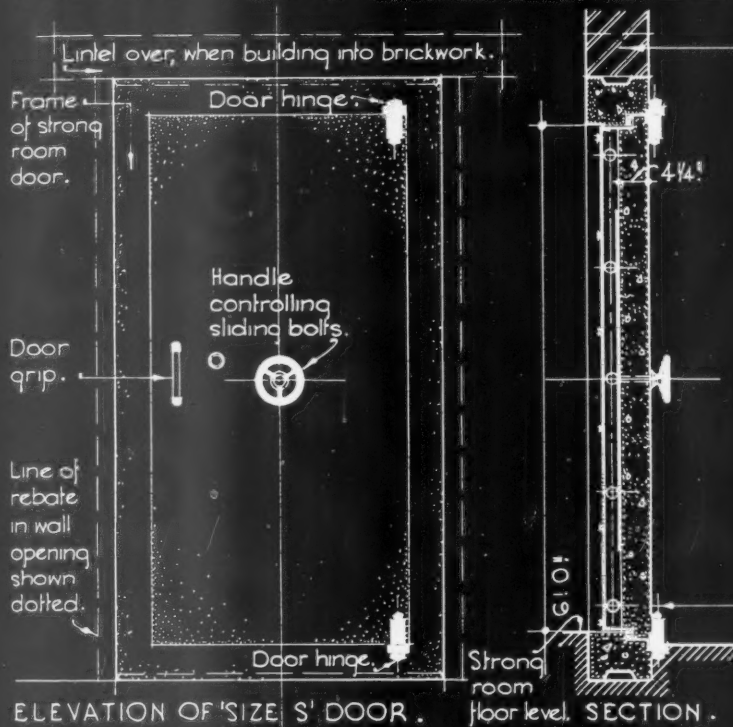 Lintel over, when building into brickwork.
Frame
of strong
room
door.
Door hinge.
4¼"
Handle
controlling
sliding bolts.
Door
grip.
Line of
rebate
in wall
opening
shown
dotted.
6'0"
Door hinge.
Strong
room
floor level.
ELEVATION OF 'SIZE S' DOOR.
SECTION.